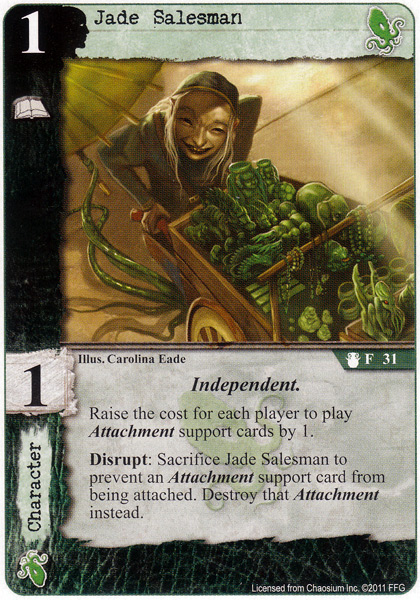 1
Jade Salesman
Illus. Carolina Eade
F 31
1
Independent.
Raise the cost for each player to play
Attachment support cards by 1.
Disrupt: Sacrifice Jade Salesman to
prevent an Attachment support card from
being attached. Destroy that Attachment
instead.
Character
Licensed from Chaosium Inc. ©2011 FFG